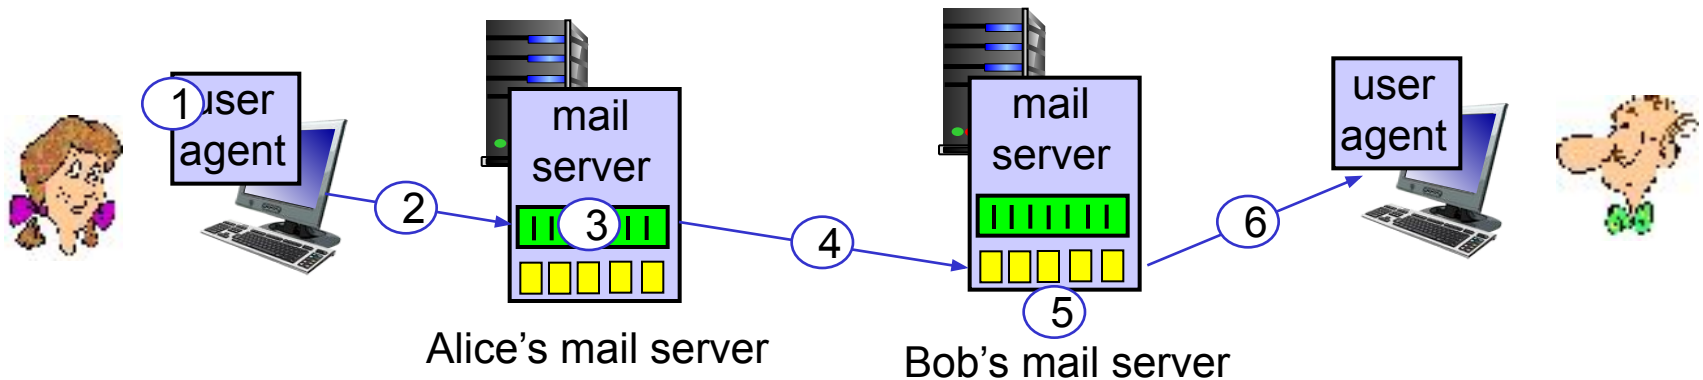 1
user
agent
2
mail
server
3
Alice's mail server
4
mail
server
5
Bob's mail server
6
user
agent